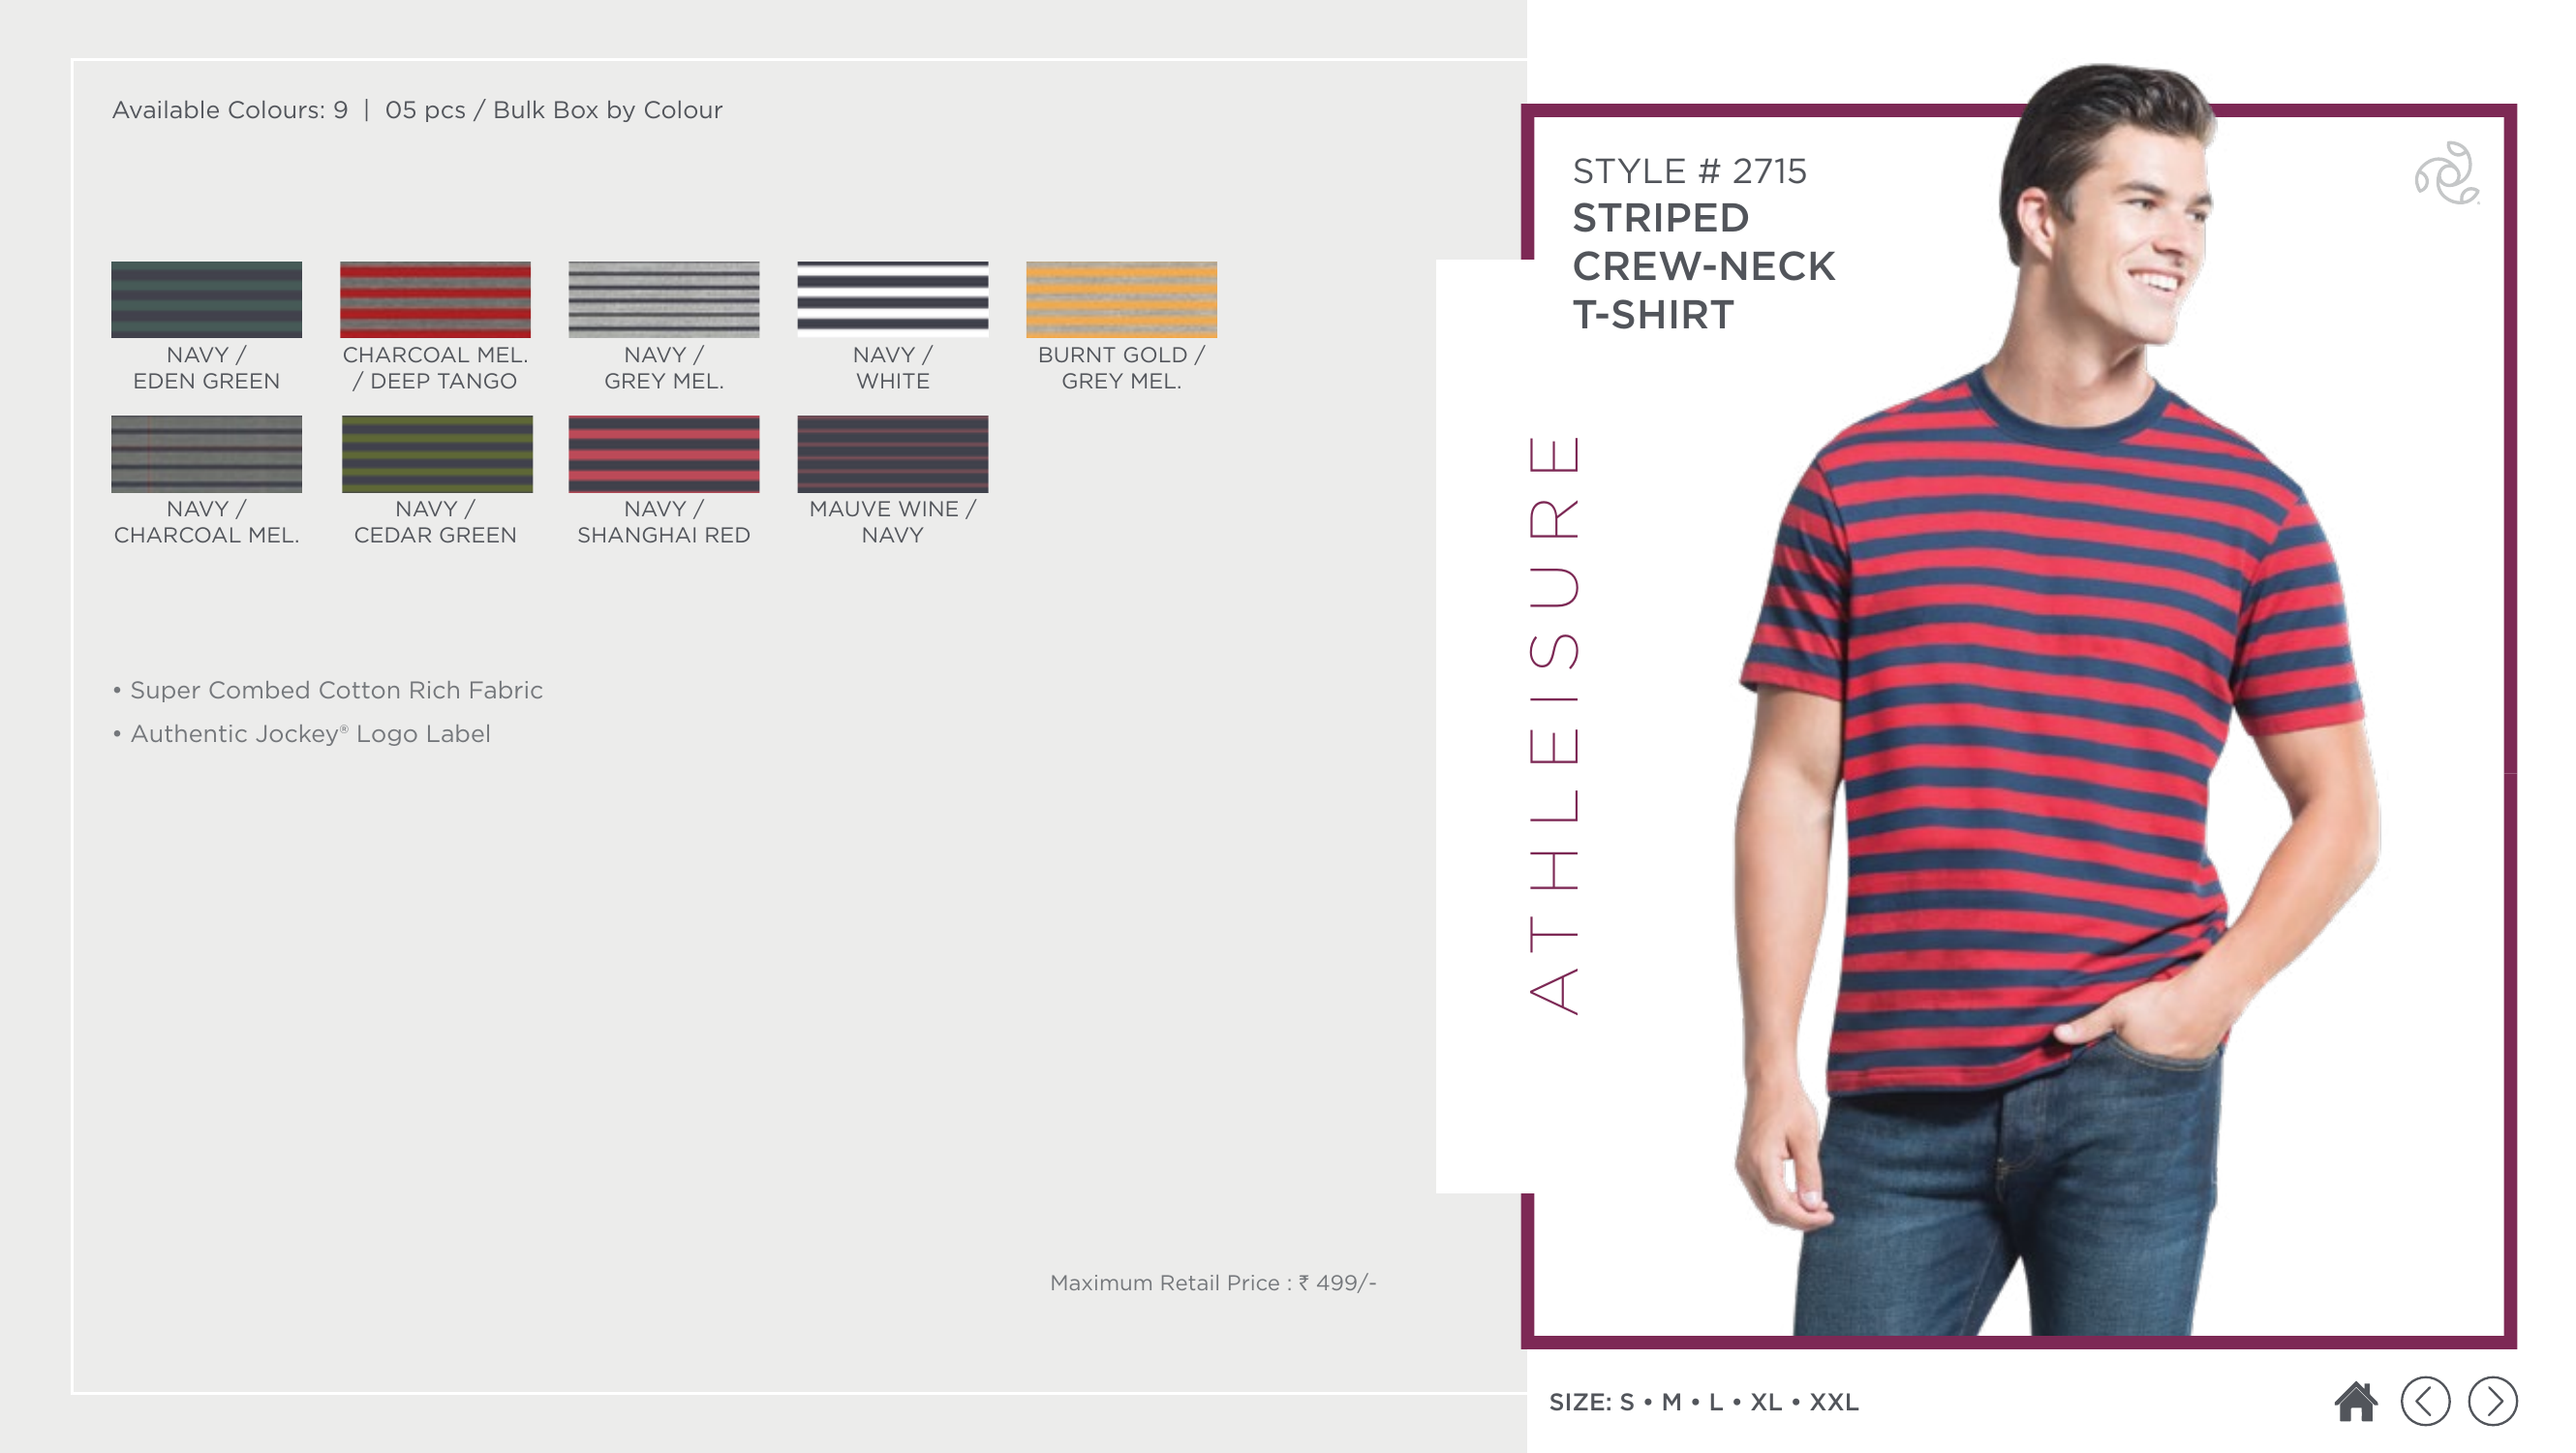 Available Colours: 9 | 05 pcs / Bulk Box by Colour
NAVY /
EDEN GREEN
CHARCOAL MEL.
/ DEEP TANGO
NAVY /
GREY MEL.
NAVY /
WHITE
BURNT GOLD /
GREY MEL.
NAVY /
CHARCOAL MEL.
NAVY /
CEDAR GREEN
NAVY /
SHANGHAI RED
MAUVE WINE /
NAVY
• Super Combed Cotton Rich Fabric
• Authentic Jockey® Logo Label
Maximum Retail Price : ₹ 499/-
STYLE # 2715
STRIPED
CREW-NECK
T-SHIRT
ATHLEISURE
SIZE: S • M • L • XL • XXL